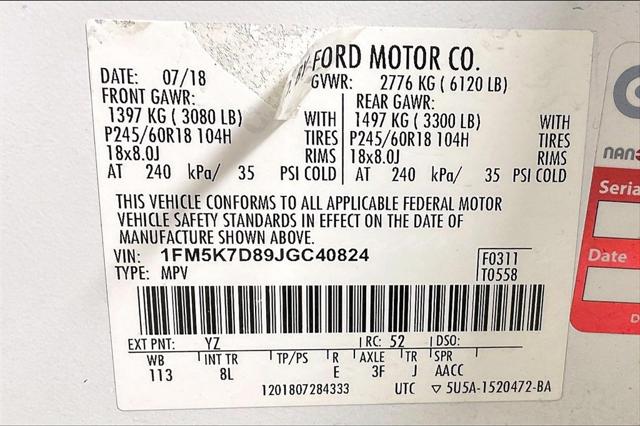 FORD MOTOR CO.
DATE: 07/18
GVWR: 2776 KG ( 6120 LB)
FRONT GAWR:
1397 KG ( 3080 LB) WITH
P245/60R18 104H TIRES
18x8.0J RIMS
AT 240 kPa/ 35 PSI COLD
REAR GAWR:
1497 KG ( 3300 LB) WITH
P245/60R18 104H TIRES
18x8.0J RIMS
AT 240 kPa/ 35 PSI COLD
THIS VEHICLE CONFORMS TO ALL APPLICABLE FEDERAL MOTOR
VEHICLE SAFETY STANDARDS IN EFFECT ON THE DATE OF
MANUFACTURE SHOWN ABOVE.
VIN: 1FM5K7D89JGC40824
TYPE: MPV
F0311
T0558
EXT PNT: YZ RC: 52 DSO:
WB INT TR TP/PS R AXLE TR SPR
113 8L E 3F J AACC
1201807284333 UTC ▽ 5U5A-1520472-BA
Date